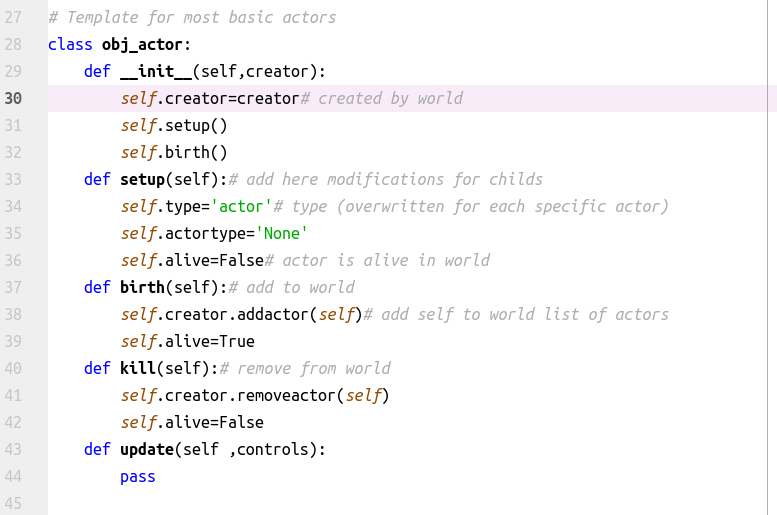 27 # Template for most basic actors
28 class obj_actor:
29     def __init__(self,creator):
30         self.creator=creator# created by world
31         self.setup()
32         self.birth()
33     def setup(self):# add here modifications for childs
34         self.type='actor'# type (overwritten for each specific actor)
35         self.actortype='None'
36         self.alive=False# actor is alive in world
37     def birth(self):# add to world
38         self.creator.addactor(self)# add self to world list of actors
39         self.alive=True
40     def kill(self):# remove from world
41         self.creator.removeactor(self)
42         self.alive=False
43     def update(self ,controls):
44         pass
45